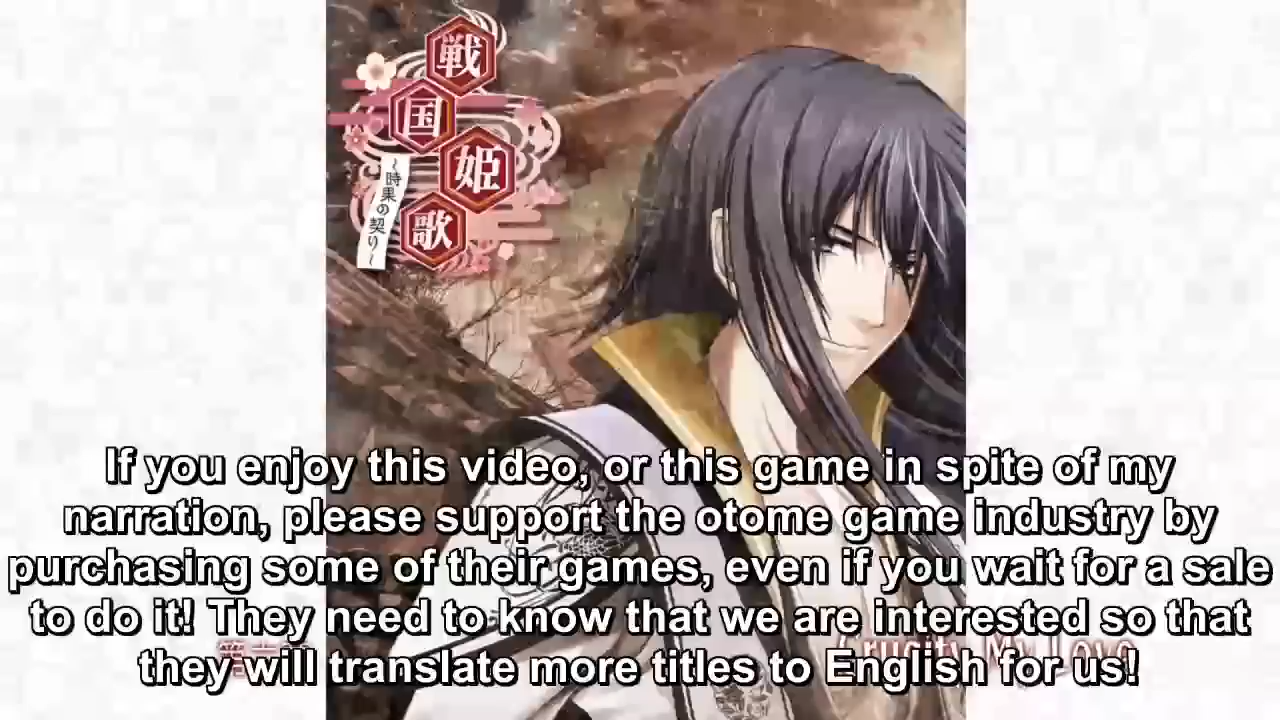 戦国姫歌
~時果の契り~
If you enjoy this video, or this game in spite of my
narration, please support the otome game industry by
purchasing some of their games, even if you wait for a sale
to do it! They need to know that we are interested so that
they will translate more titles to English for us!
My Love